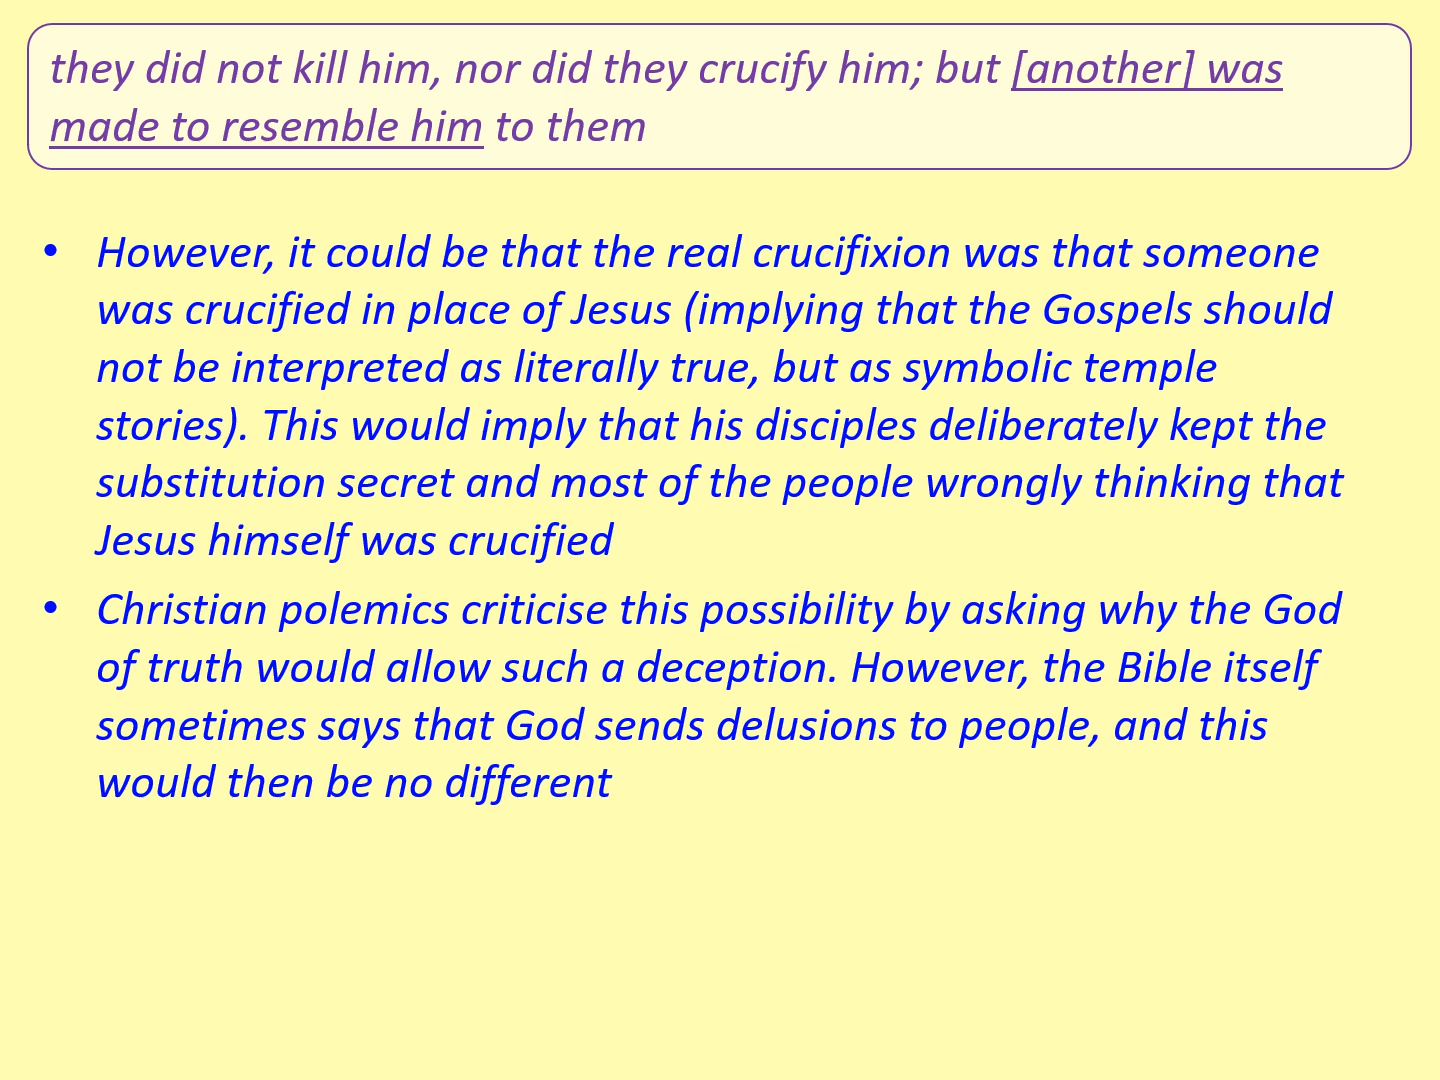 they did not kill him, nor did they crucify him; but [another] was
made to resemble him to them
• However, it could be that the real crucifixion was that someone
was crucified in place of Jesus (implying that the Gospels should
not be interpreted as literally true, but as symbolic temple
stories). This would imply that his disciples deliberately kept the
substitution secret and most of the people wrongly thinking that
Jesus himself was crucified
• Christian polemics criticise this possibility by asking why the God
of truth would allow such a deception. However, the Bible itself
sometimes says that God sends delusions to people, and this
would then be no different